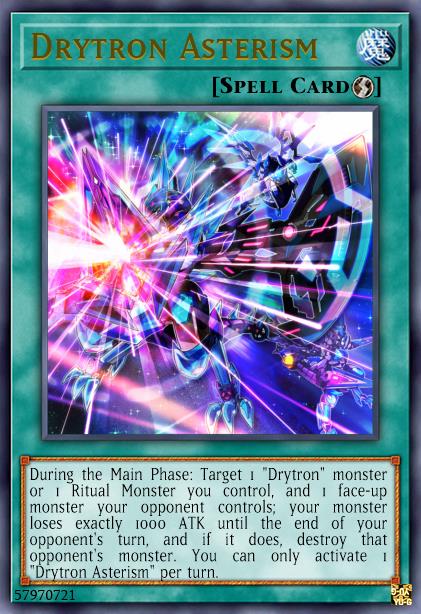 Drytron Asterism
魔
[Spell Card]
During the Main Phase: Target 1 "Drytron" monster
or 1 Ritual Monster you control, and 1 face-up
monster your opponent controls; your monster
loses exactly 1000 ATK until the end of your
opponent's turn, and if it does, destroy that
opponent's monster. You can only activate 1
"Drytron Asterism" per turn.
57970721